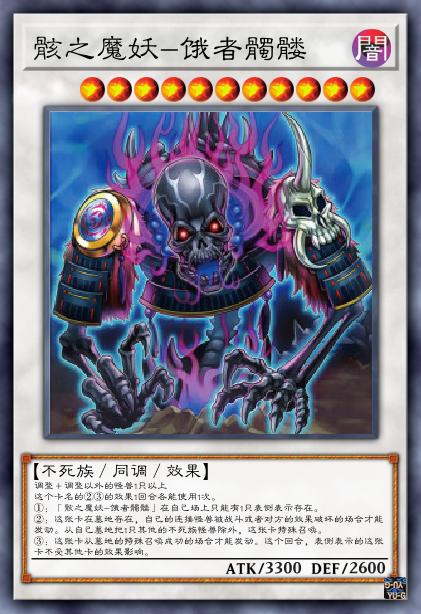 骸之魔妖-饿者髑髅
闇
【不死族/同调/效果】
调整＋调整以外的怪兽1只以上
这个卡名的②③的效果1回合各能使用1次。
①：「骸之魔妖-饿者髑髅」在自己场上只能有1只表侧表示存在。
②：这张卡在墓地存在，自己的连接怪兽被战斗或者对方的效果破坏的场合才能
发动。从自己墓地把1只其他的不死族怪兽除外，这张卡特殊召唤。
③：这张卡从墓地的特殊召唤成功的场合才能发动。这个回合，表侧表示的这张
卡不受其他卡的效果影响。
ATK/3300 DEF/2600